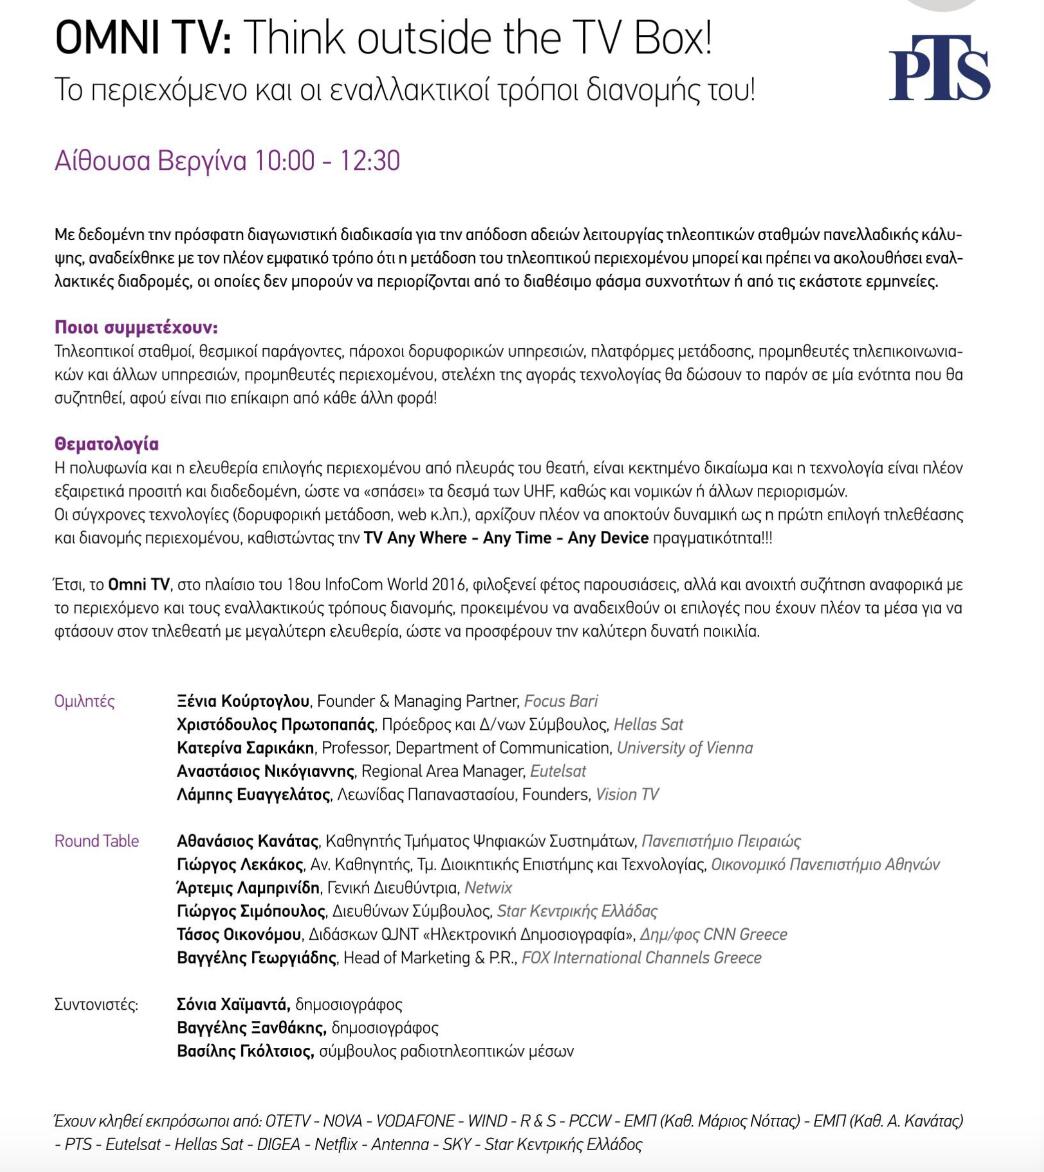 OMNI TV: Think outside the TV Box!
PTS
Το περιεχόμενο και οι εναλλακτικοί τρόποι διανομής του!
Αίθουσα Βεργίνα 10:00 - 12:30
Με δεδομένη την πρόσφατη διαγωνιστική διαδικασία για την απόδοση αδειών λειτουργίας τηλεοπτικών σταθμών πανελλαδικής κάλυ-
ψης, αναδείχθηκε με τον πλέον εμφατικό τρόπο ότι η μετάδοση του τηλεοπτικού περιεχομένου μπορεί και πρέπει να ακολουθήσει εναλ-
λακτικές διαδρομές, οι οποίες δεν μπορούν να περιορίζονται από το διαθέσιμο φάσμα συχνοτήτων ή από τις εκάστοτε ερμηνείες.
Ποιοι συμμετέχουν:
Τηλεοπτικοί σταθμοί, θεσμικοί παράγοντες, πάροχοι δορυφορικών υπηρεσιών, πλατφόρμες μετάδοσης, προμηθευτές τηλεπικοινωνια-
κών και άλλων υπηρεσιών, προμηθευτές περιεχομένου, στελέχη της αγοράς τεχνολογίας θα δώσουν το παρόν σε μία ενότητα που θα
συζητηθεί, αφού είναι πιο επίκαιρη από κάθε άλλη φορά!
Θεματολογία
Η πολυφωνία και η ελευθερία επιλογής περιεχομένου από πλευράς του θεατή, είναι κεκτημένο δικαίωμα και η τεχνολογία είναι πλέον
εξαιρετικά προσιτή και διαδεδομένη, ώστε να «σπάσει» τα δεσμά των UHF, καθώς και νομικών ή άλλων περιορισμών.
Οι σύγχρονες τεχνολογίες (δορυφορική μετάδοση, web κ.λπ.), αρχίζουν πλέον να αποκτούν δυναμική ως η πρώτη επιλογή τηλεθέασης
και διανομής περιεχομένου, καθιστώντας την TV Any Where - Any Time - Any Device πραγματικότητα!!!
Έτσι, το Omni TV, στο πλαίσιο του 18ου InfoCom World 2016, φιλοξενεί φέτος παρουσιάσεις, αλλά και ανοιχτή συζήτηση αναφορικά με
το περιεχόμενο και τους εναλλακτικούς τρόπους διανομής, προκειμένου να αναδειχθούν οι επιλογές που έχουν πλέον τα μέσα για να
φτάσουν στον τηλεθεατή με μεγαλύτερη ελευθερία, ώστε να προσφέρουν την καλύτερη δυνατή ποικιλία.
Ομιλητές Ξένια Κούρτογλου, Founder & Managing Partner, Focus Bari
Χριστόδουλος Πρωτοπαπάς, Πρόεδρος και Δ/νων Σύμβουλος, Hellas Sat
Κατερίνα Σαρικάκη, Professor, Department of Communication, University of Vienna
Αναστάσιος Νικόγιαννης, Regional Area Manager, Eutelsat
Λάμπης Ευαγγελάτος, Λεωνίδας Παπαναστασίου, Founders, Vision TV
Round Table Αθανάσιος Κανάτας, Καθηγητής Τμήματος Ψηφιακών Συστημάτων, Πανεπιστήμιο Πειραιώς
Γιώργος Λεκάκος, Αν. Καθηγητής, Τμ. Διοικητικής Επιστήμης και Τεχνολογίας, Οικονομικό Πανεπιστήμιο Αθηνών
Άρτεμις Λαμπρινίδη, Γενική Διευθύντρια, Netwix
Γιώργος Σιμόπουλος, Διευθύνων Σύμβουλος, Star Κεντρικής Ελλάδας
Τάσος Οικονόμου, Διδάσκων QJNT «Ηλεκτρονική Δημοσιογραφία», Δημ/φος CNN Greece
Βαγγέλης Γεωργιάδης, Head of Marketing & P.R., FOX International Channels Greece
Συντονιστές: Σόνια Χαϊμαντά, δημοσιογράφος
Βαγγέλης Ξανθάκης, δημοσιογράφος
Βασίλης Γκόλτσιος, σύμβουλος ραδιοτηλεοπτικών μέσων
Έχουν κληθεί εκπρόσωποι από: OTETV - NOVA - VODAFONE - WIND - R & S - PCCW - ΕΜΠ (Καθ. Μάριος Νόττας) - ΕΜΠ (Καθ. Α. Κανάτας)
- PTS - Eutelsat - Hellas Sat - DIGEA - Netflix - Antenna - SKY - Star Κεντρικής Ελλάδος